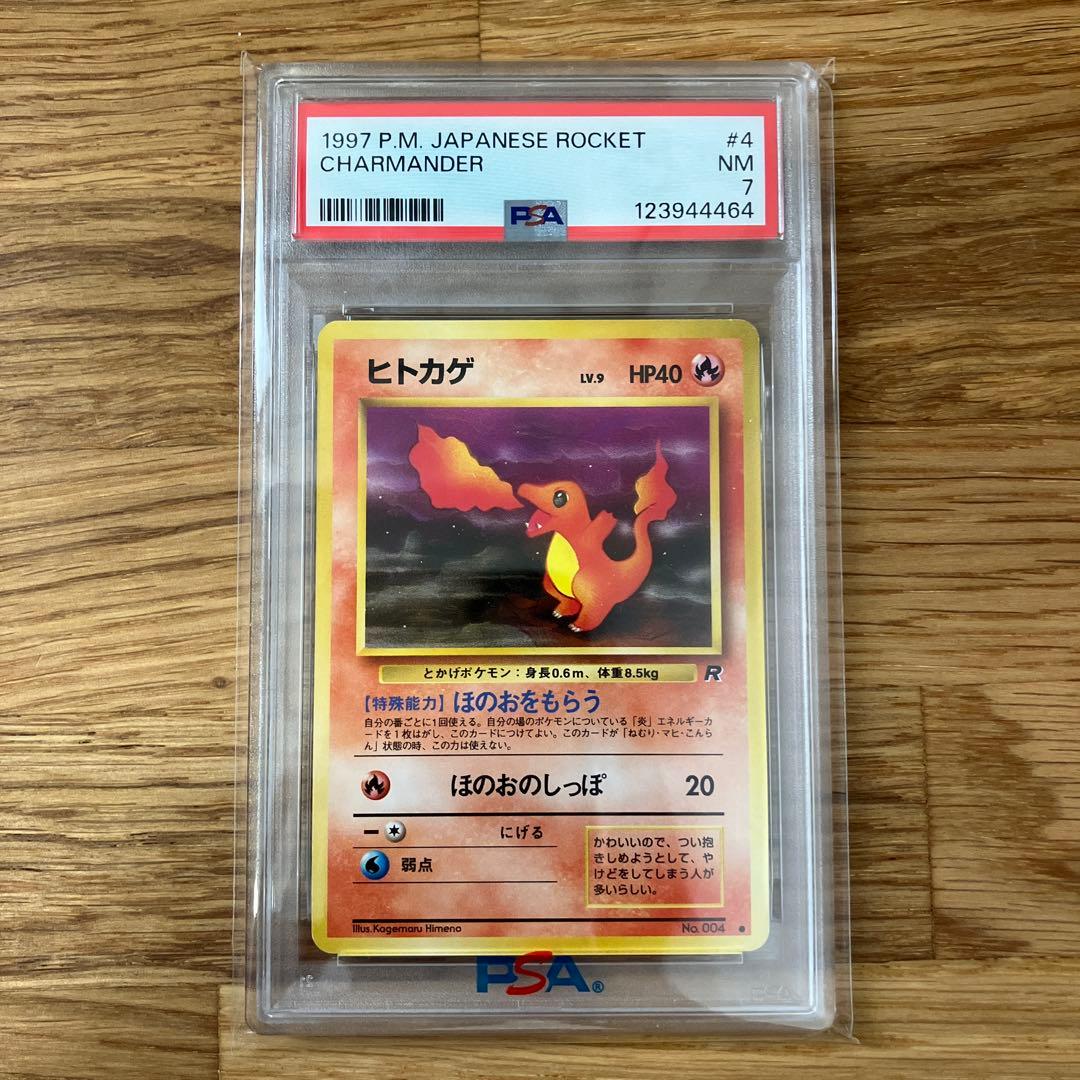 1997 P.M. JAPANESE ROCKET #4
CHARMANDER NM
7
PSA 123944464
ヒトカゲ LV.9 HP40
とかげポケモン：身長0.6m、体重8.5kg R
【特殊能力】ほのおをもらう
自分の番ごとに1回使える。自分の場のポケモンについている「炎」エネルギーカ
ードを1枚はがし、このカードにつけてよい。このカードが「ねむり・マヒ・こんら
ん」状態の時、この力は使えない。
ほのおのしっぽ 20
にげる
弱点
かわいいので、つい抱
きしめようとして、や
けどをしてしまう人が
多いらしい。
Illus.Kagemaru Himeno No. 004 ●
PSA®